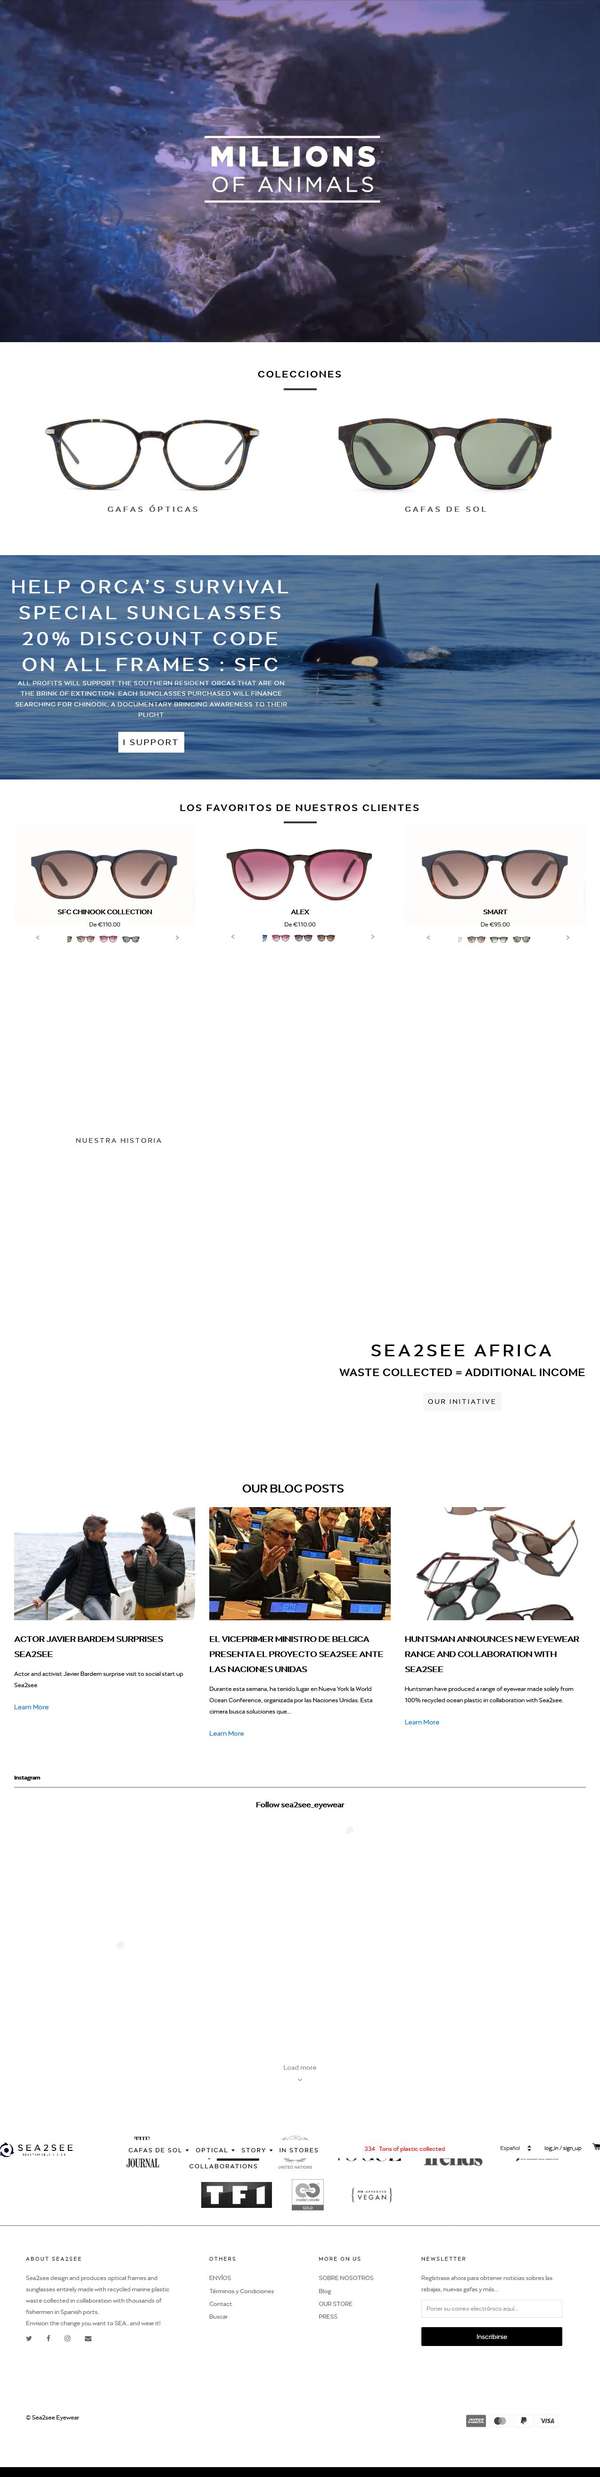 MILLIONS
OF ANIMALS
COLECCIONES
GAFAS ÓPTICAS
GAFAS DE SOL
HELP ORCA'S SURVIVAL
SPECIAL SUNGLASSES
20% DISCOUNT CODE
ON ALL FRAMES : SFC
ALL PROFITS WILL SUPPORT THE SOUTHERN RESIDENT ORCAS THAT ARE ON
THE BRINK OF EXTINCTION. EACH SUNGLASSES PURCHASED WILL FINANCE
SEARCHING FOR CHINOOK, A DOCUMENTARY BRINGING AWARENESS TO THEIR
PLIGHT
I SUPPORT
LOS FAVORITOS DE NUESTROS CLIENTES
SFC CHINOOK COLLECTION
De €110.00
ALEX
De €110.00
SMART
De €95.00
NUESTRA HISTORIA
SEA2SEE AFRICA
WASTE COLLECTED = ADDITIONAL INCOME
OUR INITIATIVE
OUR BLOG POSTS
ACTOR JAVIER BARDEM SURPRISES
SEA2SEE
Actor and activist Javier Bardem surprise visit to social start up
Sea2see
Learn More
EL VICEPRIMER MINISTRO DE BELGICA
PRESENTA EL PROYECTO SEA2SEE ANTE
LAS NACIONES UNIDAS
Durante esta semana, ha tenido lugar en Nueva York la World
Ocean Conference, organizada por las Naciones Unidas. Esta
cimera busca soluciones que...
Learn More
HUNTSMAN ANNOUNCES NEW EYEWEAR
RANGE AND COLLABORATION WITH
SEA2SEE
Huntsman have produced a range of eyewear made solely from
100% recycled ocean plastic in collaboration with Sea2see.
Learn More
Instagram
Follow sea2see_eyewear
Load more
SEA2SEE
GAFAS DE SOL
OPTICAL
STORY
IN STORES
COLLABORATIONS
334 Tons of plastic collected
Español
log_in / sign_up
JOURNAL
UNITED NATIONS
VOGUE
Trends
TF1
GOLD
VEGAN
ABOUT SEA2SEE
Sea2see design and produces optical frames and
sunglasses entirely made with recycled marine plastic
waste collected in collaboration with thousands of
fishermen in Spanish ports.
Envision the change you want to SEA...and wear it!
OTHERS
ENVÍOS
Términos y Condiciones
Contact
Buscar
MORE ON US
SOBRE NOSOTROS
Blog
OUR STORE
PRESS
NEWSLETTER
Regístrase ahora para obtener noticias sobres las
rebajas, nuevas gafas y más...
Poner su correo electrónico aquí...
Inscribirse
© Sea2see Eyewear
VISA